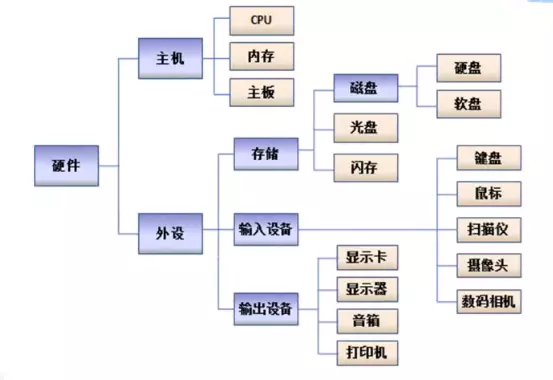 硬件
主机
CPU
内存
主板
外设
存储
磁盘
硬盘
软盘
光盘
闪存
输入设备
键盘
鼠标
扫描仪
摄像头
数码相机
输出设备
显示卡
显示器
音箱
打印机